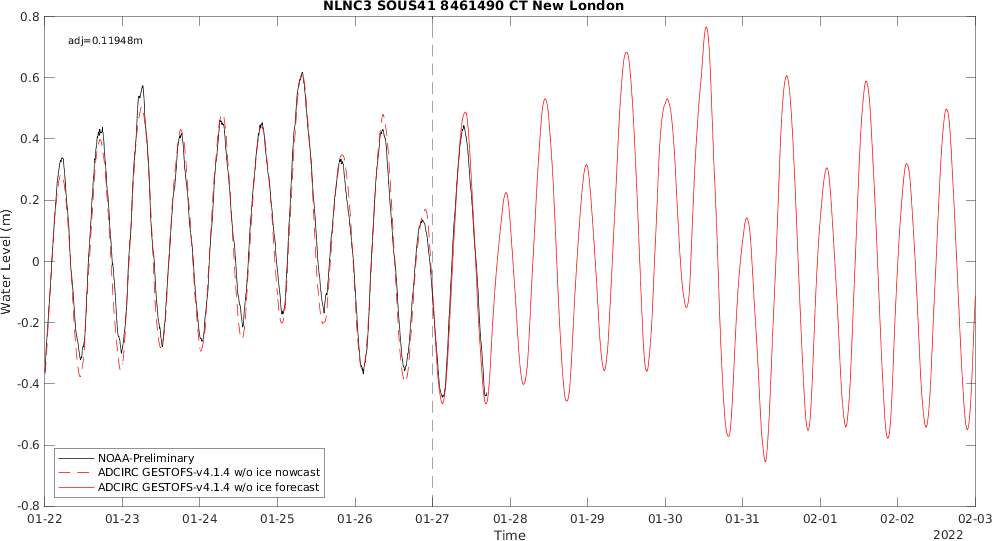 NLNC3 SOUS41 8461490 CT New London
adj=0.11948m
0.8
0.6
0.4
0.2
0
-0.2
-0.4
-0.6
-0.8
Water Level (m)
NOAA-Preliminary
ADCIRC GESTOFS-v4.1.4 w/o ice nowcast
ADCIRC GESTOFS-v4.1.4 w/o ice forecast
01-22 01-23 01-24 01-25 01-26 01-27 01-28 01-29 01-30 01-31 02-01 02-02 02-03
Time
2022